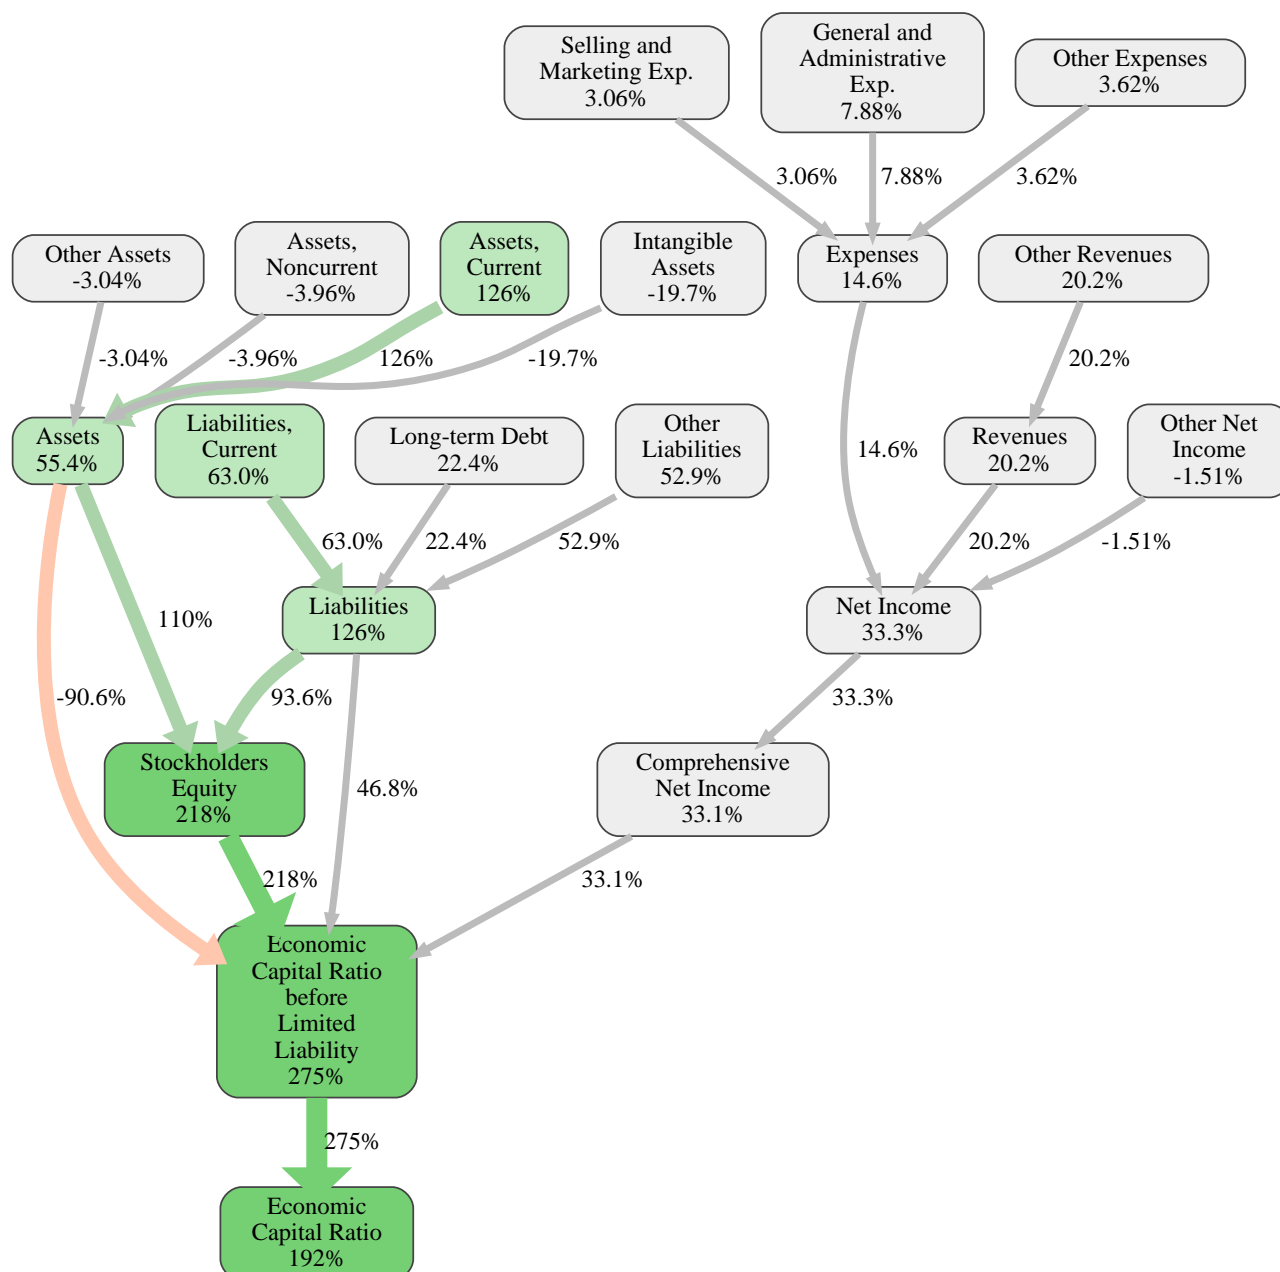 Selling and
Marketing Exp.
3.06%
General and
Administrative
Exp.
7.88%
Other Expenses
3.62%
3.06%
7.88%
3.62%
Other Assets
-3.04%
Assets,
Noncurrent
-3.96%
Assets,
Current
126%
Intangible
Assets
-19.7%
Expenses
14.6%
Other Revenues
20.2%
-3.04%
-3.96%
126%
-19.7%
20.2%
Assets
55.4%
Liabilities,
Current
63.0%
Long-term Debt
22.4%
Other
Liabilities
52.9%
14.6%
Revenues
20.2%
Other Net
Income
-1.51%
63.0%
22.4%
52.9%
20.2%
-1.51%
110%
Liabilities
126%
Net Income
33.3%
-90.6%
93.6%
33.3%
Stockholders
Equity
218%
46.8%
Comprehensive
Net Income
33.1%
218%
33.1%
Economic
Capital Ratio
before
Limited
Liability
275%
275%
Economic
Capital Ratio
192%